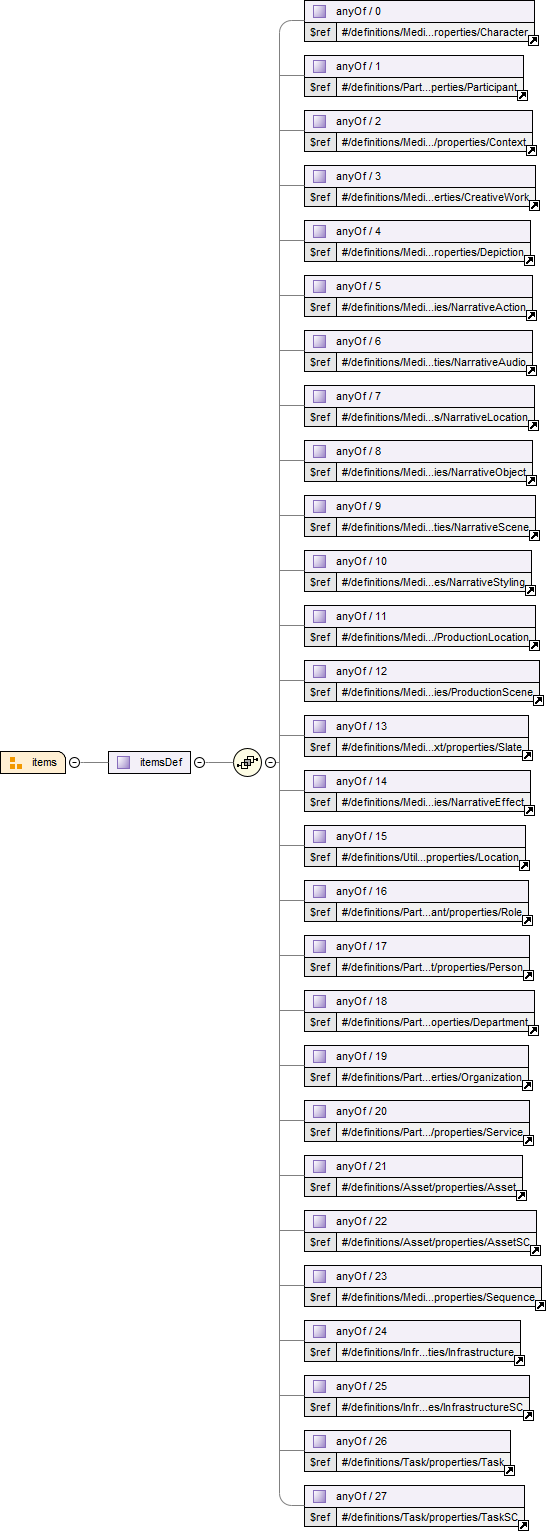 anyOf / 0
$ref #/definitions/Medi...roperties/Character
anyOf / 1
$ref #/definitions/Part...perties/Participant
anyOf / 2
$ref #/definitions/Medi.../properties/Context
anyOf / 3
$ref #/definitions/Medi...erties/CreativeWork
anyOf / 4
$ref #/definitions/Medi...roperties/Depiction
anyOf / 5
$ref #/definitions/Medi...ies/NarrativeAction
anyOf / 6
$ref #/definitions/Medi...ties/NarrativeAudio
anyOf / 7
$ref #/definitions/Medi...s/NarrativeLocation
anyOf / 8
$ref #/definitions/Medi...ies/NarrativeObject
anyOf / 9
$ref #/definitions/Medi...ties/NarrativeScene
anyOf / 10
$ref #/definitions/Medi...es/NarrativeStyling
anyOf / 11
$ref #/definitions/Medi.../ProductionLocation
anyOf / 12
$ref #/definitions/Medi...ies/ProductionScene
anyOf / 13
$ref #/definitions/Medi...xt/properties/Slate
items itemsDef
anyOf / 14
$ref #/definitions/Medi...ies/NarrativeEffect
anyOf / 15
$ref #/definitions/Util...properties/Location
anyOf / 16
$ref #/definitions/Part...ant/properties/Role
anyOf / 17
$ref #/definitions/Part...t/properties/Person
anyOf / 18
$ref #/definitions/Part...operties/Department
anyOf / 19
$ref #/definitions/Part...erties/Organization
anyOf / 20
$ref #/definitions/Part.../properties/Service
anyOf / 21
$ref #/definitions/Asset/properties/Asset
anyOf / 22
$ref #/definitions/Asset/properties/AssetSC
anyOf / 23
$ref #/definitions/Medi...properties/Sequence
anyOf / 24
$ref #/definitions/Infr...ties/Infrastructure
anyOf / 25
$ref #/definitions/Infr...es/InfrastructureSC
anyOf / 26
$ref #/definitions/Task/properties/Task
anyOf / 27
$ref #/definitions/Task/properties/TaskSC